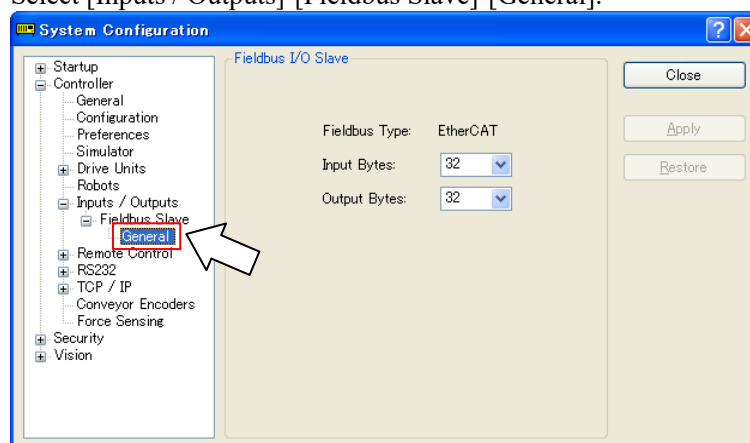 Select [Inputs / Outputs]-[Fieldbus Slave]-[General].
System Configuration
Startup
Controller
General
Configuration
Preferences
Simulator
Drive Units
Robots
Inputs / Outputs
Fieldbus Slave
General
Remote Control
RS232
TCP / IP
Conveyor Encoders
Force Sensing
Security
Vision
Fieldbus I/O Slave
Fieldbus Type: EtherCAT
Input Bytes: 32
Output Bytes: 32
Close
Apply
Restore